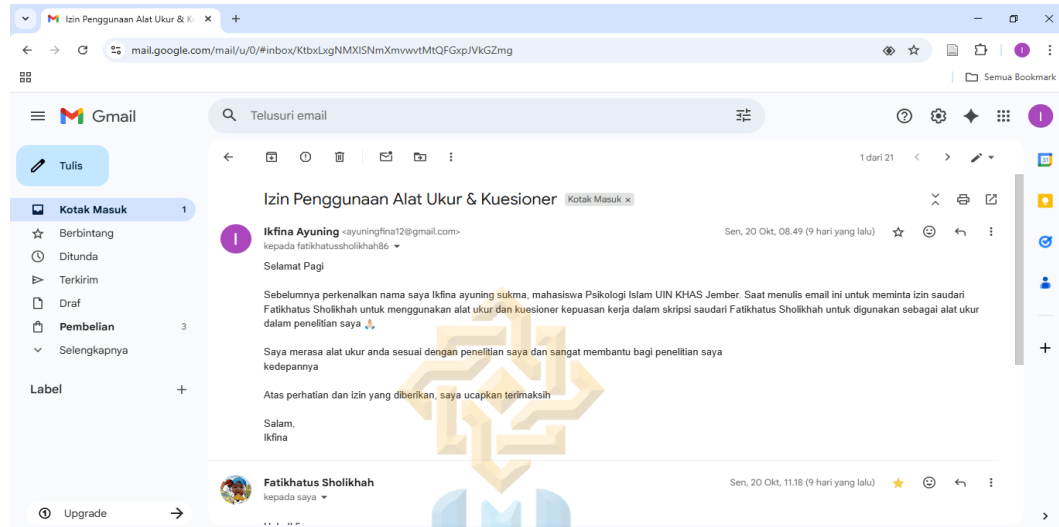 Izin Penggunaan Alat Ukur & Ku
mail.google.com/mail/u/0/#inbox/KtbxLxgNMXlSNmXmvwvtMtQFGxpJVkGZmg
Semua Bookmark
Gmail
Telusuri email
I
Tulis
1 dari 21
Izin Penggunaan Alat Ukur & Kuesioner Kotak Masuk x
Kotak Masuk 1
Berbintang
Ditunda
Terkirim
Draf
Pembelian 3
Selengkapnya
Label
Upgrade
I
Ikfina Ayuning <ayuningfina12@gmail.com> Sen, 20 Okt, 08.49 (9 hari yang lalu)
kepada fatikhatussholikhah86
Selamat Pagi
Sebelumnya perkenalkan nama saya Ikfina ayuning sukma, mahasiswa Psikologi Islam UIN KHAS Jember. Saat menulis email ini untuk meminta izin saudari
Fatikhatus Sholikhah untuk menggunakan alat ukur dan kuesioner kepuasan kerja dalam skripsi saudari Fatikhatus Sholikhah untuk digunakan sebagai alat ukur
dalam penelitian saya 🙏
Saya merasa alat ukur anda sesuai dengan penelitian saya dan sangat membantu bagi penelitian saya
kedepannya
Atas perhatian dan izin yang diberikan, saya ucapkan terimaksih
Salam,
Ikfina
Fatikhatus Sholikhah Sen, 20 Okt, 11.18 (9 hari yang lalu)
kepada saya